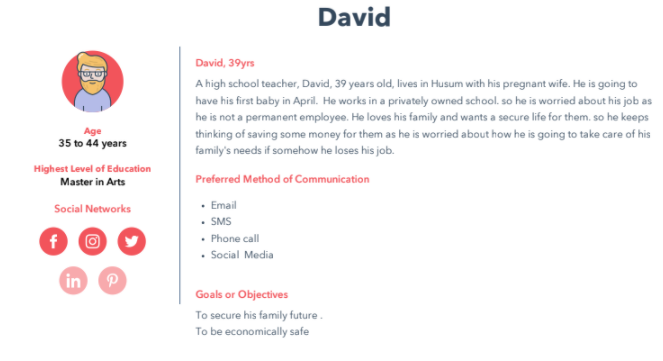 David
Age
35 to 44 years
Highest Level of Education
Master in Arts
Social Networks
f
in
David, 39yrs
A high school teacher, David, 39 years old, lives in Husum with his pregnant wife. He is going to
have his first baby in April. He works in a privately owned school. so he is worried about his job as
he is not a permanent employee. He loves his family and wants a secure life for them. so he keeps
thinking of saving some money for them as he is worried about how he is going to take care of his
family's needs if somehow he loses his job.
Preferred Method of Communication
• Email
• SMS
• Phone call
• Social Media
Goals or Objectives
To secure his family future .
To be economically safe